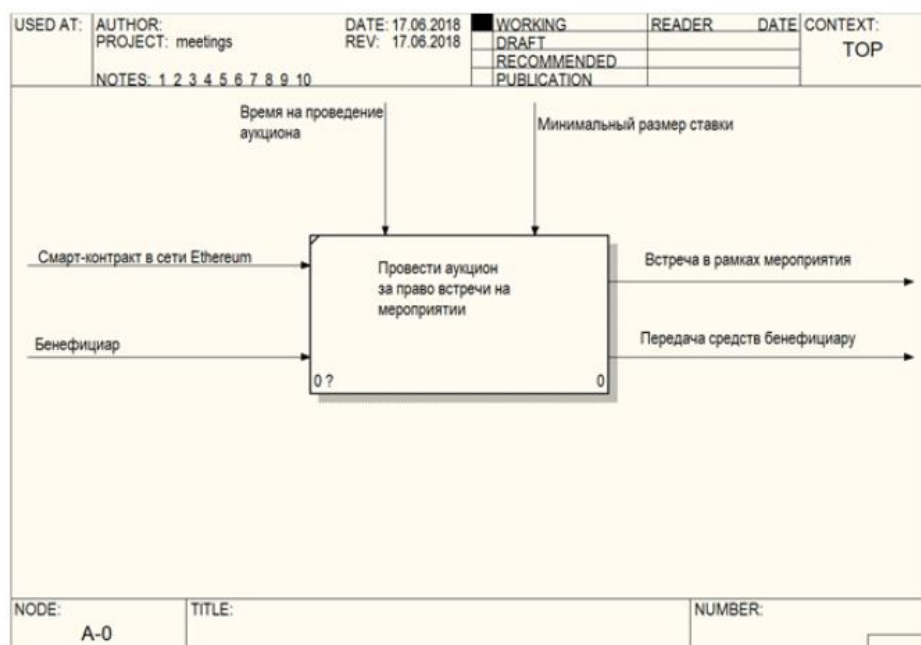 USED AT:
AUTHOR:
DATE: 17.06.2018
PROJECT: meetings
REV: 17.06.2018
NOTES: 1 2 3 4 5 6 7 8 9 10
WORKING
DRAFT
RECOMMENDED
PUBLICATION
READER
DATE
CONTEXT:
TOP
Время на проведение
аукциона
Минимальный размер ставки
Смарт-контракт в сети Ethereum
Бенефициар
Провести аукцион
за право встречи на
мероприятии
0 ?
0
Встреча в рамках мероприятия
Передача средств бенефициару
NODE:
A-0
TITLE:
NUMBER: